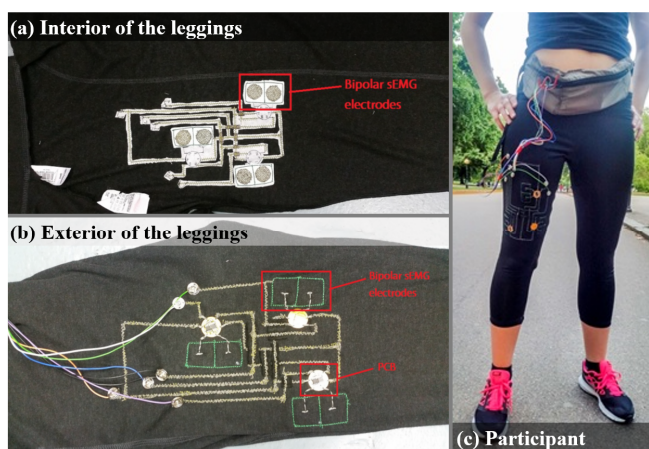 (a) Interior of the leggings
Bipolar sEMG
electrodes
(b) Exterior of the leggings
Bipolar sEMG
electrodes
PCB
(c) Participant